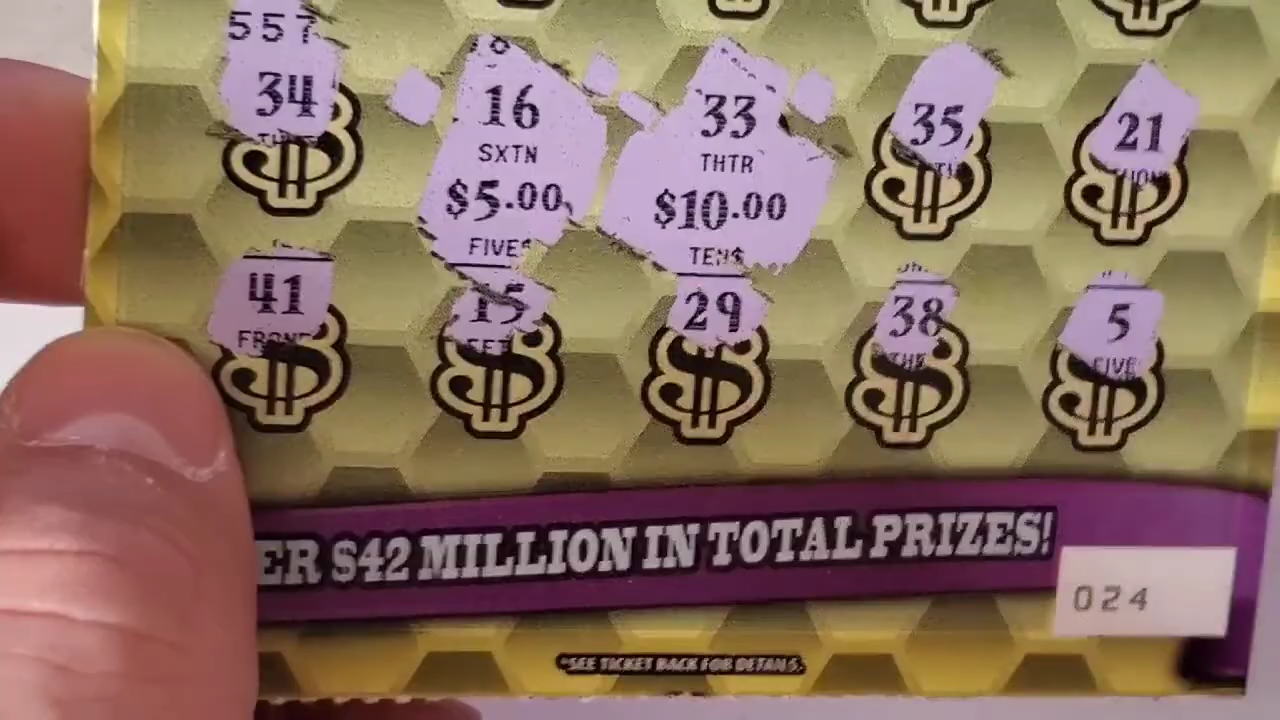 557
34 16 33 35 21
SXTN THTR
$5.00 $10.00
FIVE$ TEN$
41 15 29 38 5
FRONE FIVE
ER $42 MILLION IN TOTAL PRIZES!
024
*SEE TICKET BACK FOR DETAILS.